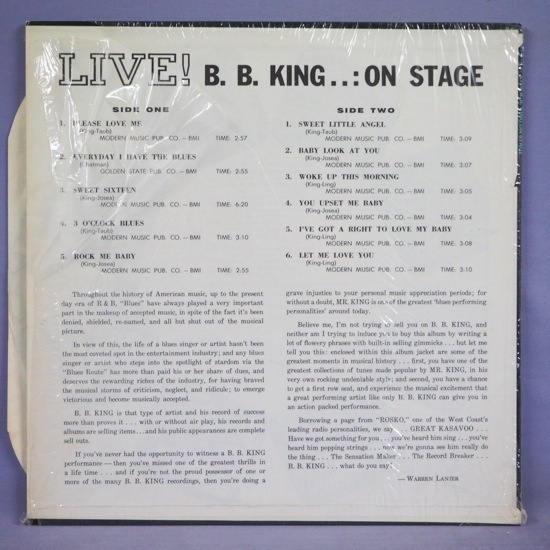 LIVE! B. B. KING..:ON STAGE
SIDE ONE
1. PLEASE LOVE ME
(King-Taub)
MODERN MUSIC PUB. CO. — BMI TIME: 2:57
2. EVERYDAY I HAVE THE BLUES
(Chatman)
GOLDEN STATE PUB. CO. — BMI TIME: 2:55
3. SWEET SIXTEEN
(King-Josea)
MODERN MUSIC PUB. CO. — BMI TIME: 6:20
4. 3 O'CLOCK BLUES
(King-Taub)
MODERN MUSIC PUB. CO. — BMI TIME: 3.10
5. ROCK ME BABY
(King-Josea)
MODERN MUSIC PUB. CO. — BMI TIME: 2:55
SIDE TWO
1. SWEET LITTLE ANGEL
(King-Taub)
MODERN MUSIC PUB. CO. — BMI TIME: 3.09
2. BABY LOOK AT YOU
(King-Josea)
MODERN MUSIC PUB. CO. — BMI TIME: 3.07
3. WOKE UP THIS MORNING
(King-Ling)
MODERN MUSIC PUB. CO. — BMI TIME: 3:05
4. YOU UPSET ME BABY
(King-Josea)
MODERN MUSIC PUB. CO. — BMI TIME: 3.04
5. I'VE GOT A RIGHT TO LOVE MY BABY
(King-Ling)
MODERN MUSIC PUB. CO. — BMI TIME: 3.08
6. LET ME LOVE YOU
(King-Ling)
MODERN MUSIC PUB. CO. — BMI TIME: 3.10
Throughout the history of American music, up to the present
day era of R & B, "Blues" have always played a very important
part in the makeup of accepted music, in spite of the fact it's been
denied, shielded, re-named, and all but shut out of the musical
picture.
In view of this, the life of a blues singer or artist hasn't been
the most coveted spot in the entertainment industry; and any blues
singer or artist who steps into the spotlight of stardom via the
"Blues Route" has more than paid his or her share of dues, and
deserves the rewarding riches of the industry, for having braved
the musical storms of criticism, neglect, and ridicule; to emerge
victorious and become musically accepted.
B. B. KING is that type of artist and his record of success
more than proves it . . . with or without air play, his records and
albums are selling items . . . and his public appearances are complete
sell outs.
If you've never had the opportunity to witness a B. B. KING
performance — then you've missed one of the greatest thrills in
a life time . . . and if you're not the proud possessor of one or
more of the many B. B. KING recordings, then you're doing a
grave injustice to your personal music appreciation periods; for
without a doubt, MR. KING is one of the greatest 'blues performing
personalities' around today.
Believe me, I'm not trying to sell you on B. B. KING, and
neither am I trying to induce you to buy this album by writing a
lot of flowery phrases with built-in selling gimmicks . . . but let me
tell you this: enclosed within this album jacket are some of the
greatest moments in musical history . . . first, you have one of the
greatest collections of tunes made popular by MR. KING, in his
very own rocking undeniable style; and second, you have a chance
to get a first row seat, and experience the musical excitement that
a great performing artist like only B. B. KING can give you in
an action packed performance.
Borrowing a page from "ROSKO," one of the West Coast's
leading radio personalities, we say . . . GREAT KASAVOO . . .
Have we got something for you . . . you've heard him sing . . . you've
heard him popping strings . . . now we're gonna see him really do
the thing . . . The Sensation Maker . . . The Record Breaker . . .
B. B. KING . . . what do you say!
— WARREN LANIER